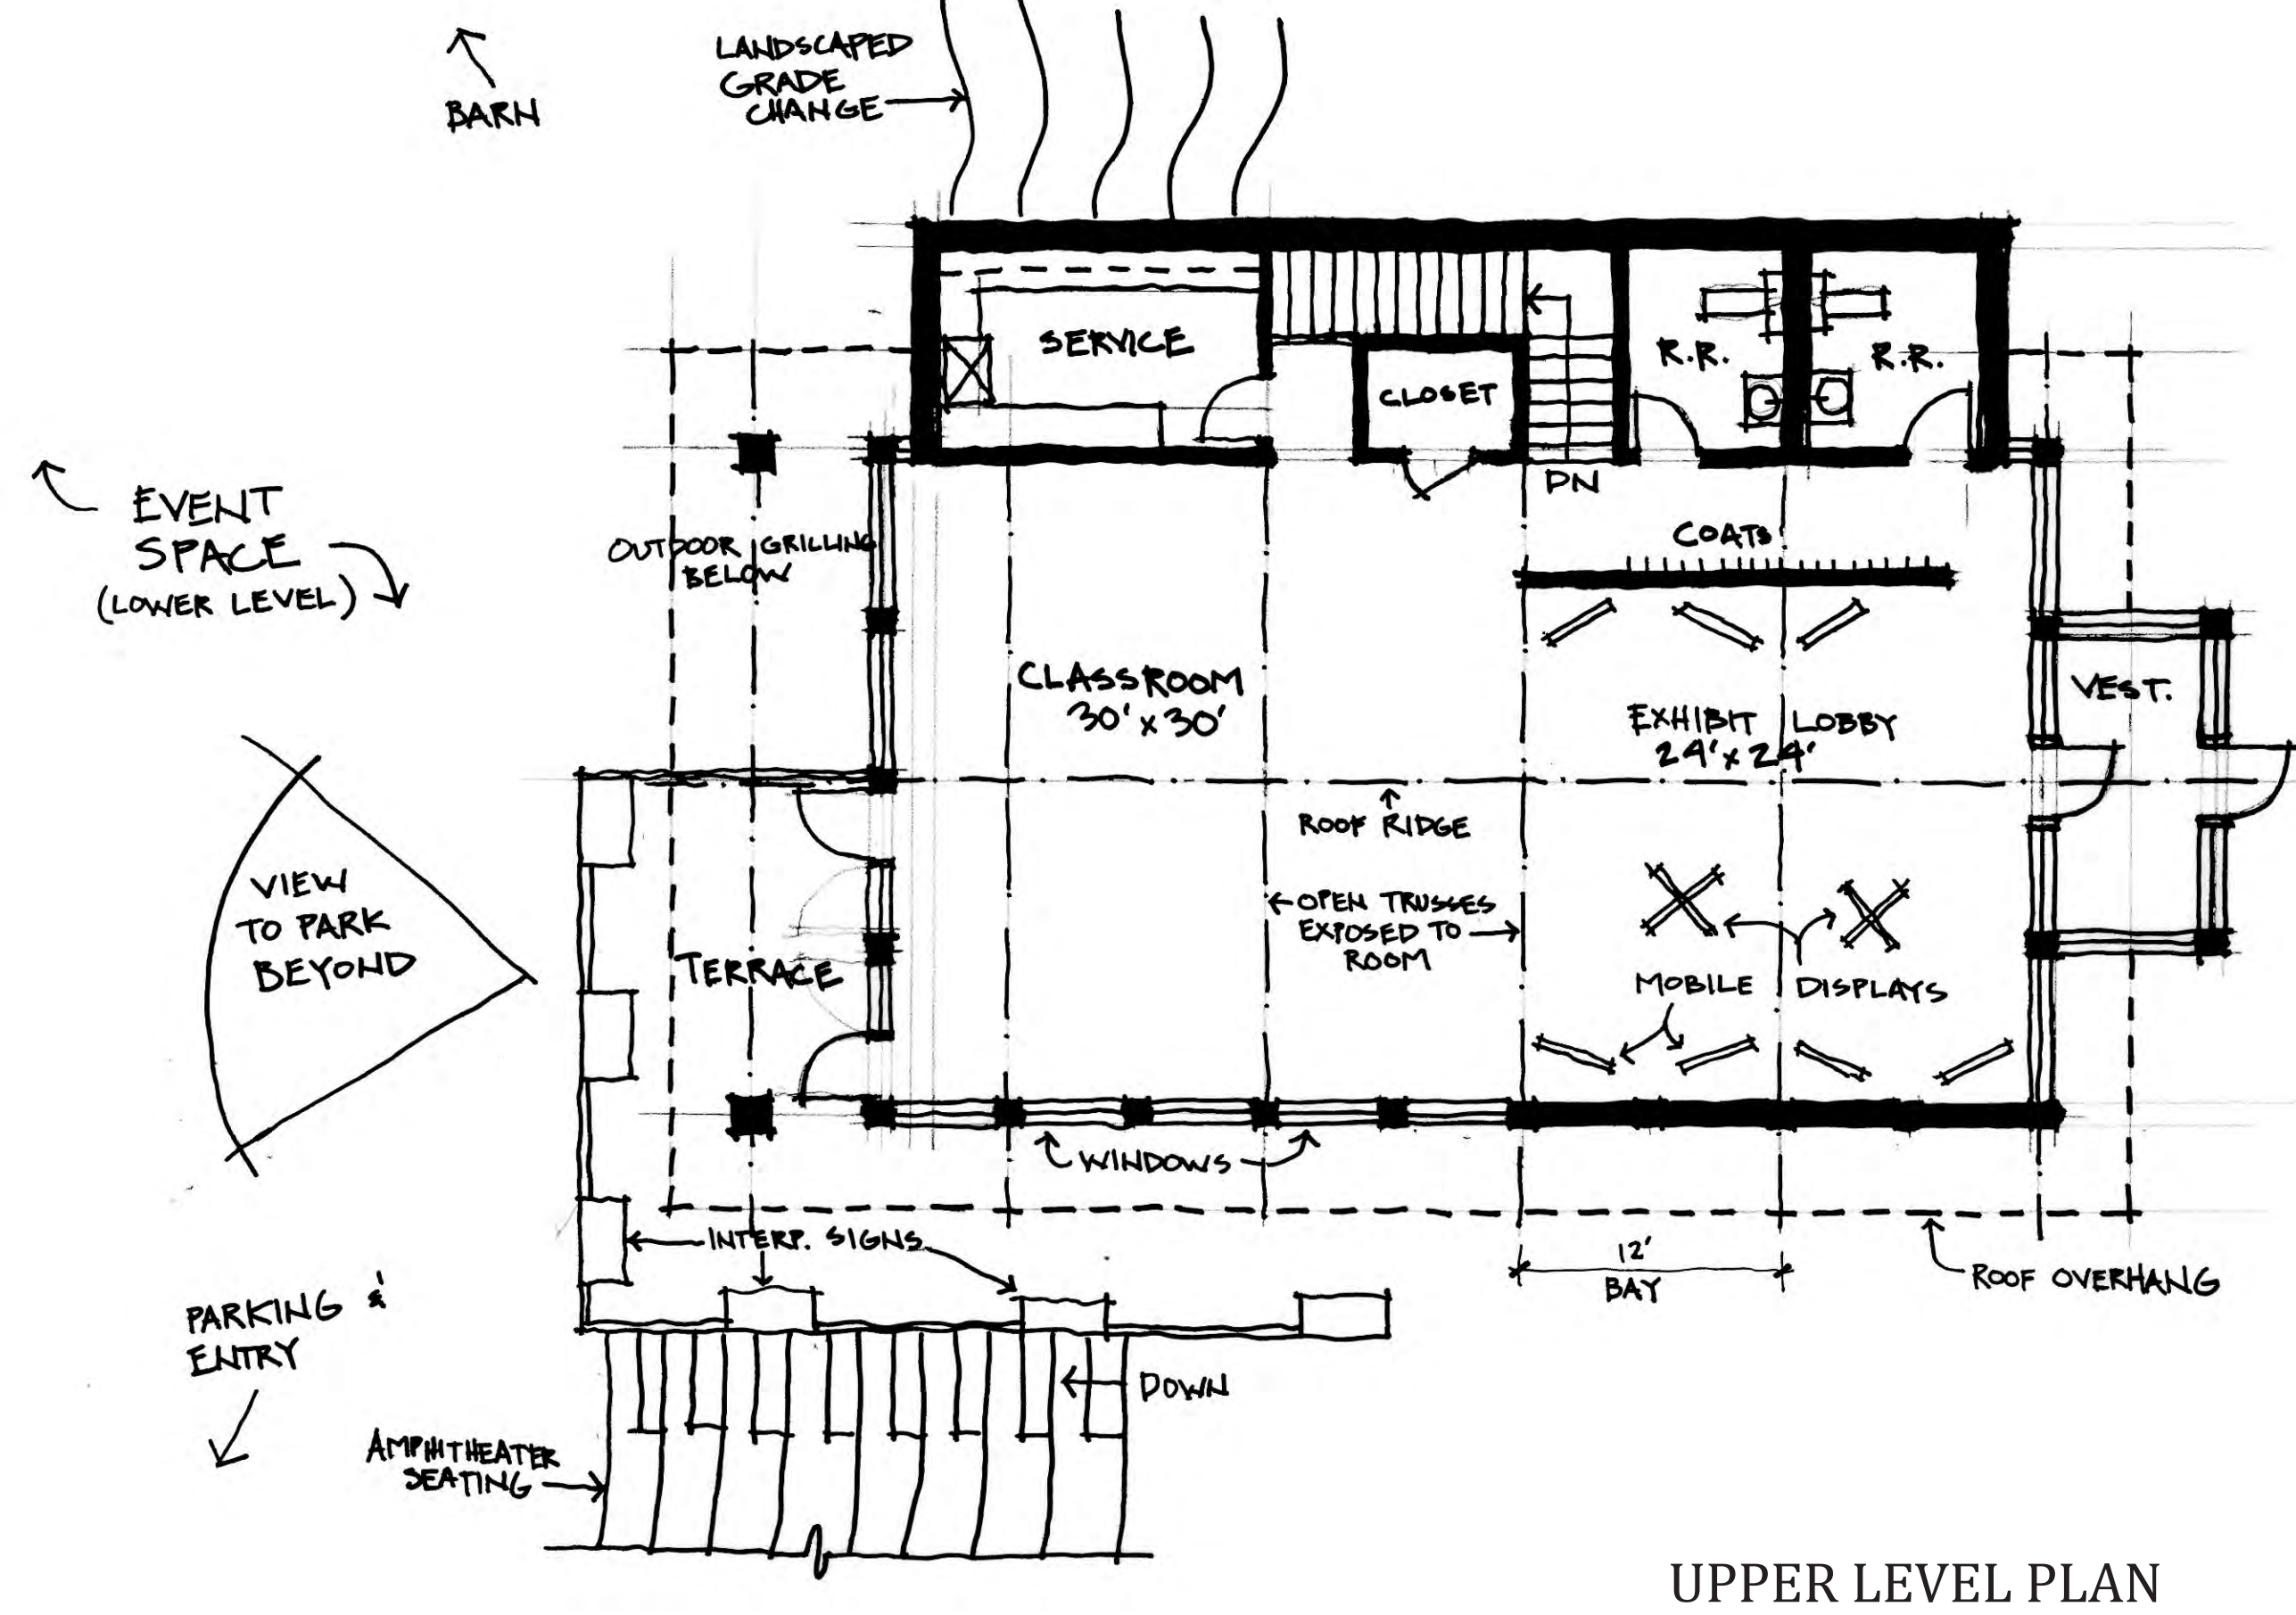 BARN
LANDSCAPED
GRADE
CHANGE
SERVICE
CLOSET
R.R.
R.R.
DN
COATS
EVENT
SPACE
(LOWER LEVEL)
OUTDOOR GRILLING
BELOW
CLASSROOM
30' x 30'
EXHIBIT LOBBY
24' x 24'
VEST.
ROOF RIDGE
VIEW
TO PARK
BEYOND
TERRACE
OPEN TRUSSES
EXPOSED TO
ROOM
MOBILE DISPLAYS
WINDOWS
INTERP. SIGNS
12'
BAY
ROOF OVERHANG
PARKING &
ENTRY
DOWN
AMPHITHEATER
SEATING
UPPER LEVEL PLAN